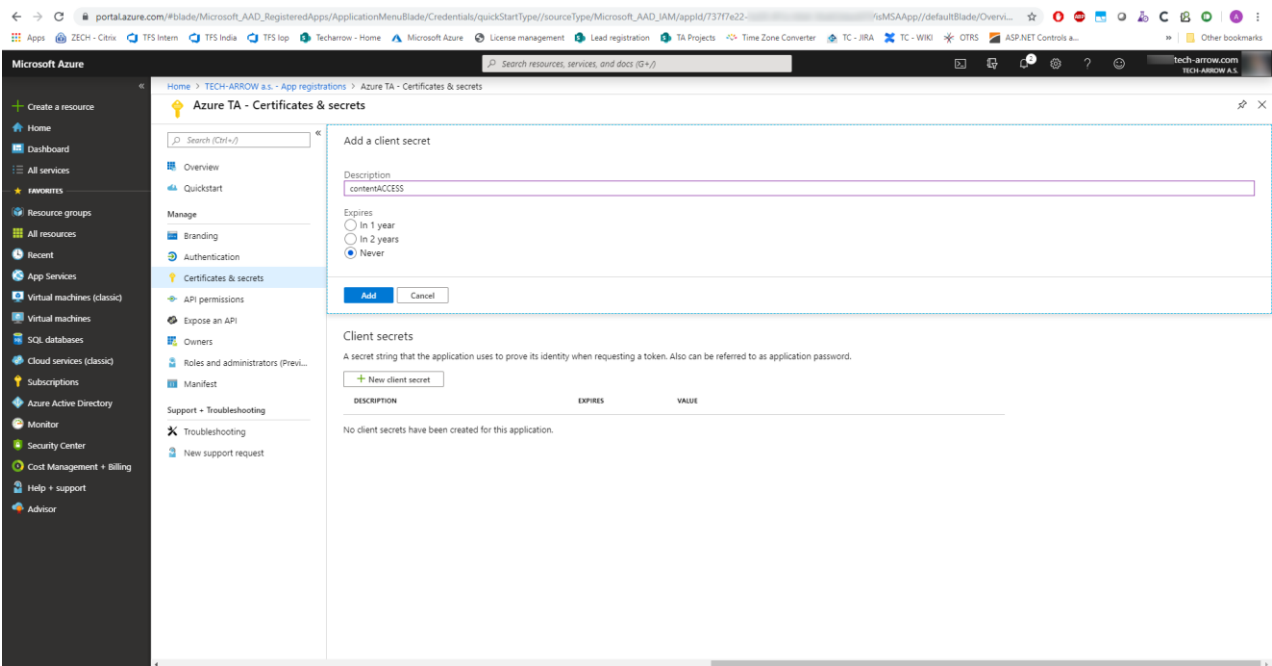 portal.azure.com/#blade/Microsoft_AAD_RegisteredApps/ApplicationMenuBlade/Credentials/quickStartType//sourceType/Microsoft_AAD_IAM/appId/737f7e22- /isMSAApp//defaultBlade/Overvi...
Apps ZECH - Citrix TFS Intern TFS India TFS Iop Techarrow - Home Microsoft Azure License management Lead registration TA Projects Time Zone Converter TC - JIRA TC - WIKI OTRS ASP.NET Controls a... » Other bookmarks
Microsoft Azure
Search resources, services, and docs (G+/)
2
tech-arrow.com
TECH-ARROW A.S.
«
Create a resource
Home
Dashboard
All services
FAVORITES
Resource groups
All resources
Recent
App Services
Virtual machines (classic)
Virtual machines
SQL databases
Cloud services (classic)
Subscriptions
Azure Active Directory
Monitor
Security Center
Cost Management + Billing
Help + support
Advisor
Home > TECH-ARROW a.s. - App registrations > Azure TA - Certificates & secrets
Azure TA - Certificates & secrets
Search (Ctrl+/)
«
Overview
Quickstart
Manage
Branding
Authentication
Certificates & secrets
API permissions
Expose an API
Owners
Roles and administrators (Previ...
Manifest
Support + Troubleshooting
Troubleshooting
New support request
Add a client secret
Description
contentACCESS
Expires
In 1 year
In 2 years
Never
Add Cancel
Client secrets
A secret string that the application uses to prove its identity when requesting a token. Also can be referred to as application password.
+ New client secret
DESCRIPTION EXPIRES VALUE
No client secrets have been created for this application.